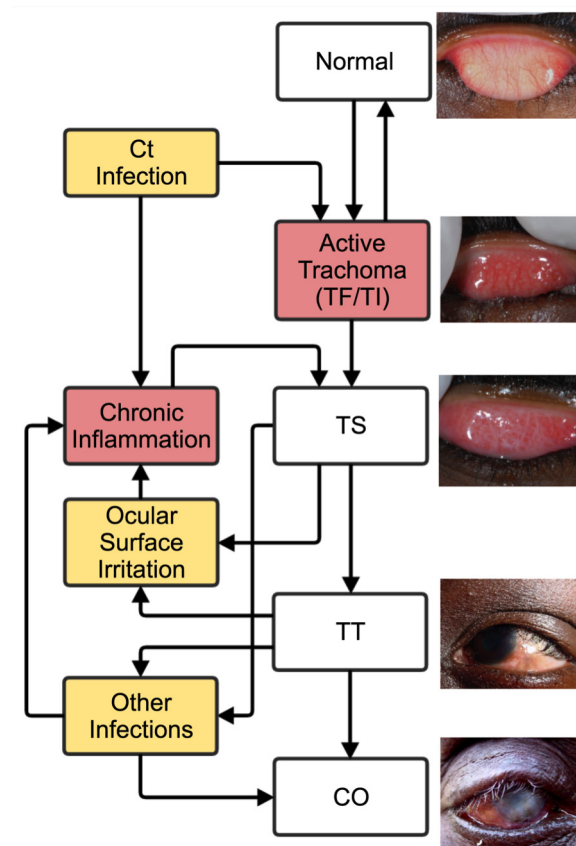 Normal
Ct
Infection
Active
Trachoma
(TF/TI)
Chronic
Inflammation
TS
Ocular
Surface
Irritation
TT
Other
Infections
CO